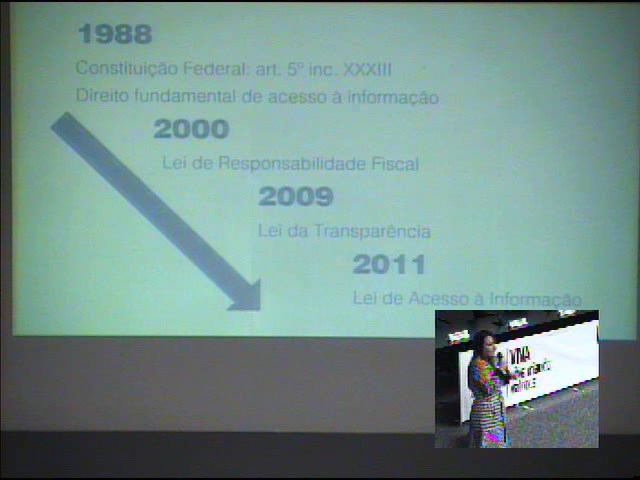 1988
Constituição Federal: art. 5º inc. XXXIII
Direito fundamental de acesso à informação
2000
Lei de Responsabilidade Fiscal
2009
Lei da Transparência
2011
Lei de Acesso à Informação
VIVA